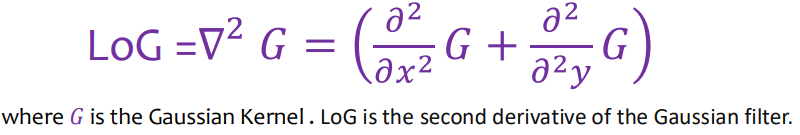 LoG =∇² G = (∂²/∂x² G + ∂²/∂²y G)
where G is the Gaussian Kernel . LoG is the second derivative of the Gaussian filter.